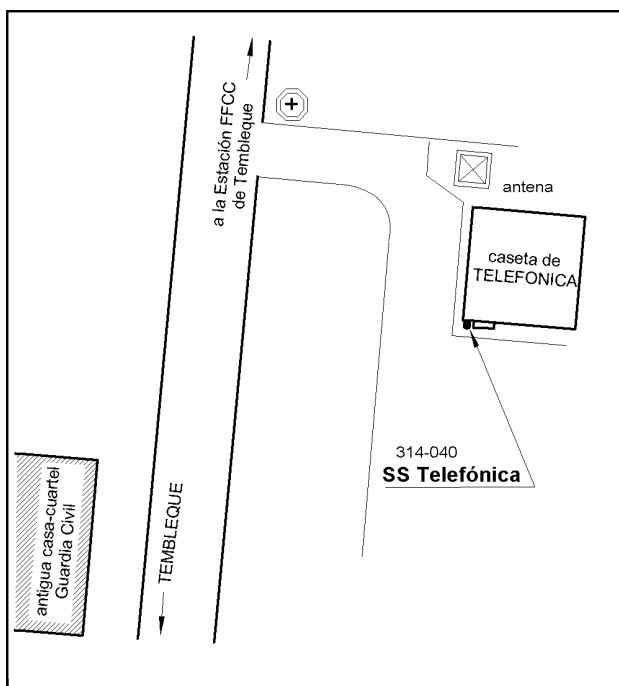 a la Estación FFCC
de Tembleque
antena
caseta de
TELEFONICA
314-040
SS Telefónica
TEMBLEQUE
antigua casa-cuartel
Guardia Civil